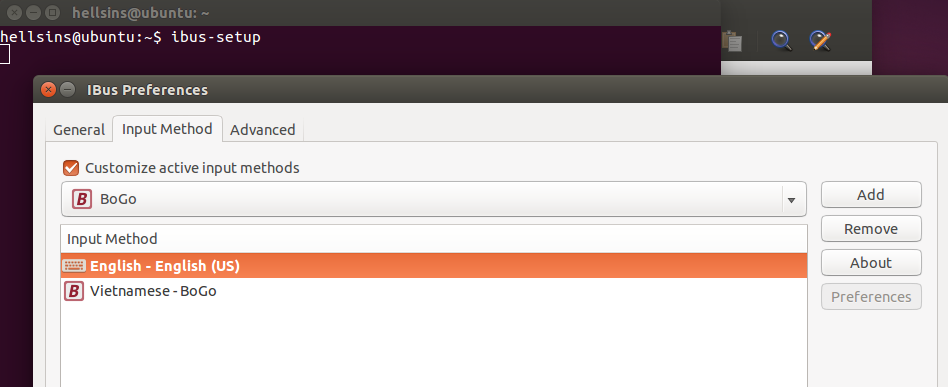 hellsins@ubuntu: ~
hellsins@ubuntu:~$ ibus-setup
IBus Preferences
General Input Method Advanced
Customize active input methods
B BoGo
Add
Input Method
Remove
English - English (US)
About
B Vietnamese - BoGo
Preferences